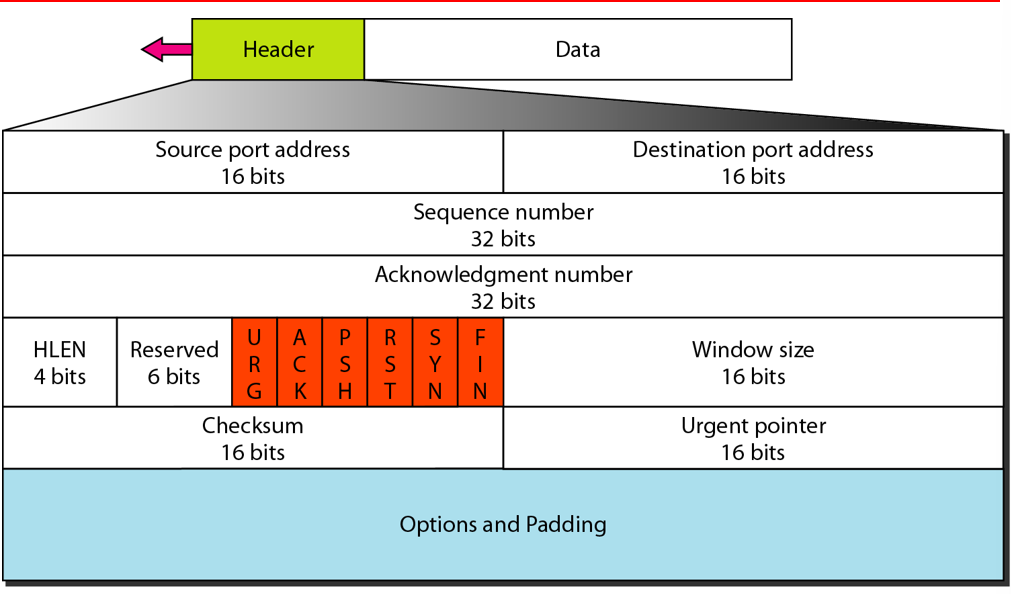 Header
Data
Source port address
16 bits
Destination port address
16 bits
Sequence number
32 bits
Acknowledgment number
32 bits
HLEN
4 bits
Reserved
6 bits
URG
ACK
PSH
RST
SYN
FIN
Window size
16 bits
Checksum
16 bits
Urgent pointer
16 bits
Options and Padding